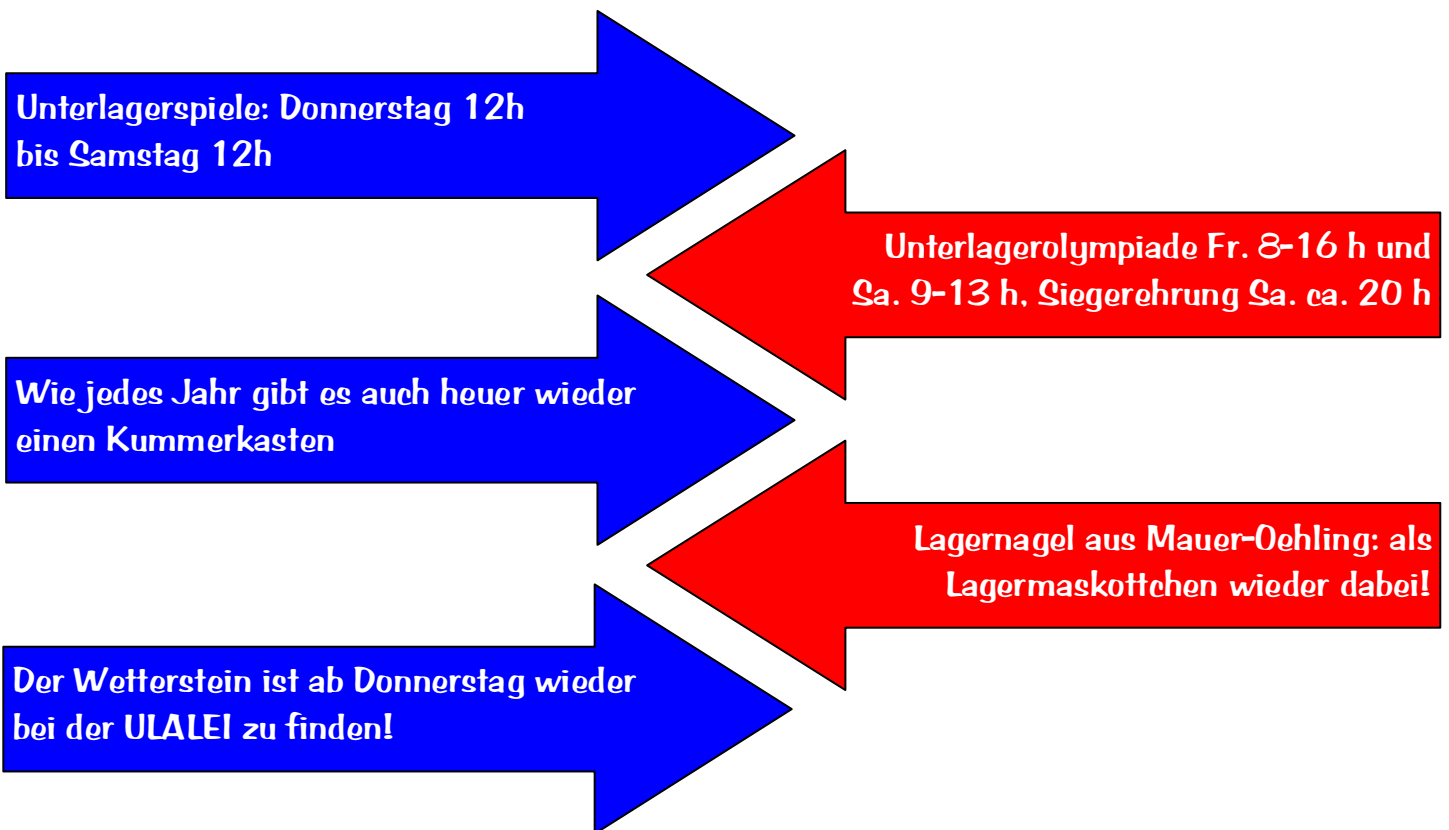 Unterlagerspiele: Donnerstag 12h
bis Samstag 12h
Unterlagerolympiade Fr. 8-16 h und
Sa. 9-13 h, Siegerehrung Sa. ca. 20 h
Wie jedes Jahr gibt es auch heuer wieder
einen Kummerkasten
Lagernagel aus Mauer-Oehling: als
Lagermaskottchen wieder dabei!
Der Wetterstein ist ab Donnerstag wieder
bei der ULALEI zu finden!